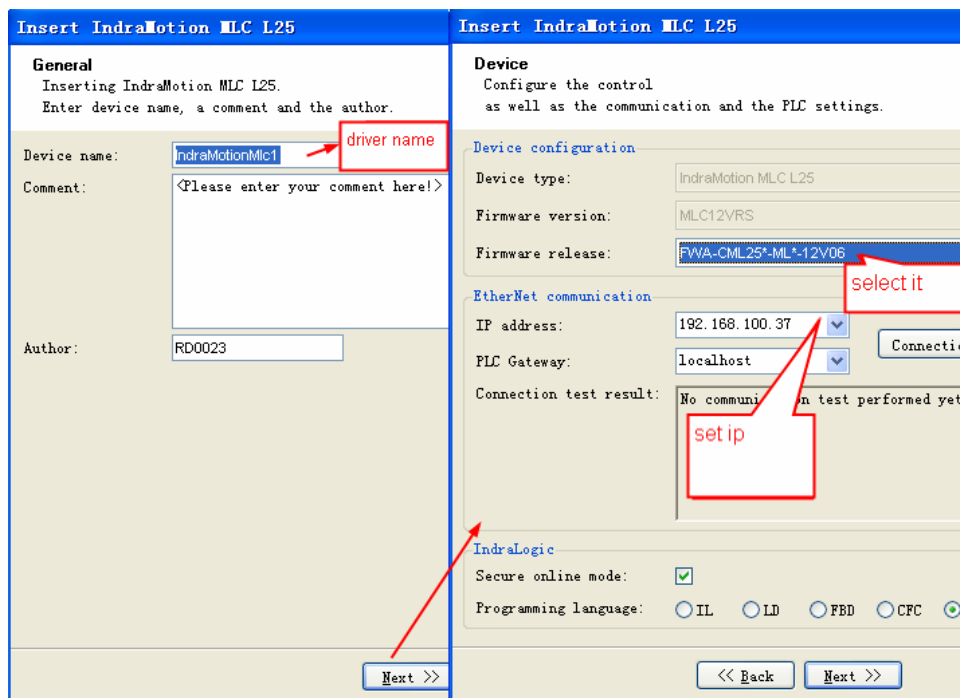 Insert IndraMotion MLC L25
General
Inserting IndraMotion MLC L25.
Enter device name, a comment and the author.
driver name
Device name:
IndraMotionMlc1
Comment:
<Please enter your comment here!>
Author:
RD0023
Next >>
Insert IndraMotion MLC L25
Device
Configure the control
as well as the communication and the PLC settings.
Device configuration
Device type:
IndraMotion MLC L25
Firmware version:
MLC12VRS
Firmware release:
FWA-CML25*-ML*-12V06
select it
EtherNet communication
IP address:
192.168.100.37
PLC Gateway:
localhost
Connection test result:
test performed yet
set ip
IndraLogic
Secure online mode:
Programming language:
IL LD FBD CFC
<< Back
Next >>